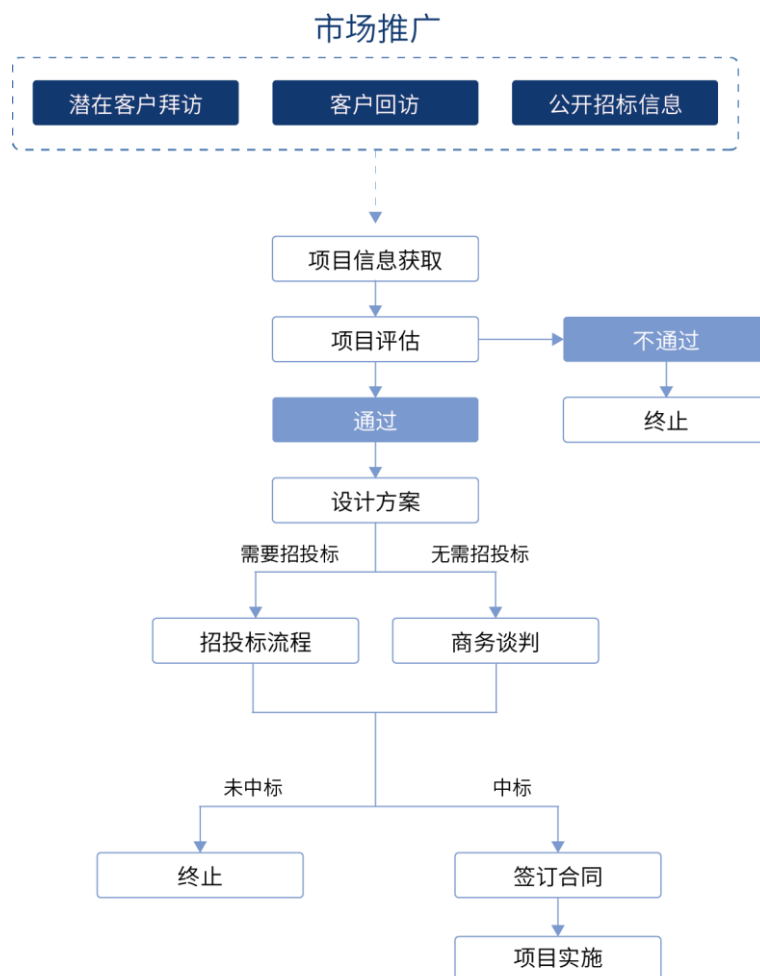 市场推广
潜在客户拜访
客户回访
公开招标信息
项目信息获取
项目评估
不通过
通过
终止
设计方案
需要招投标
无需招投标
招投标流程
商务谈判
未中标
中标
终止
签订合同
项目实施